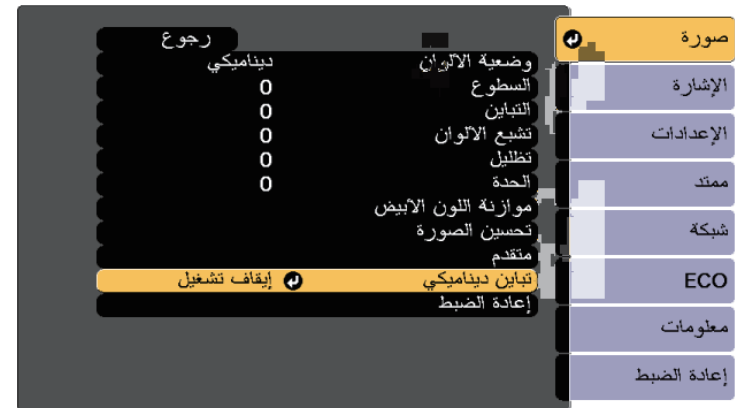 صورة
الإشارة
الإعدادات
ممتد
شبكة
ECO
معلومات
إعادة الضبط
رجوع
وضعية الألوان ديناميكي
السطوع 0
التباين 0
تشبع الألوان 0
تظليل 0
الحدة 0
موازنة اللون الأبيض
تحسين الصورة
متقدم
تباين ديناميكي إيقاف تشغيل
إعادة الضبط